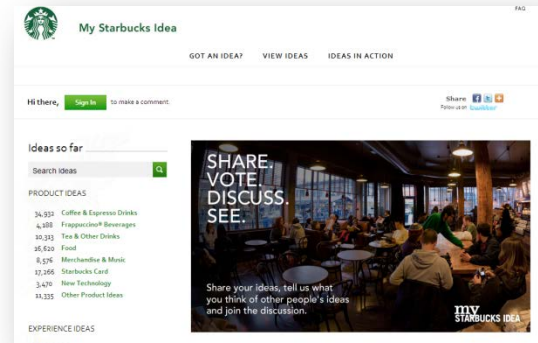 FAQ
My Starbucks Idea
GOT AN IDEA? VIEW IDEAS IDEAS IN ACTION
Hi there, Sign In to make a comment.
Share
Follow us on twitter
Ideas so far
Search Ideas
PRODUCT IDEAS
34,932 Coffee & Espresso Drinks
4,188 Frappuccino® Beverages
10,313 Tea & Other Drinks
16,620 Food
8,576 Merchandise & Music
17,266 Starbucks Card
3,470 New Technology
11,335 Other Product Ideas
EXPERIENCE IDEAS
SHARE.
VOTE.
DISCUSS.
SEE.
Share your ideas, tell us what
you think of other people's ideas
and join the discussion.
my
STARBUCKS IDEA